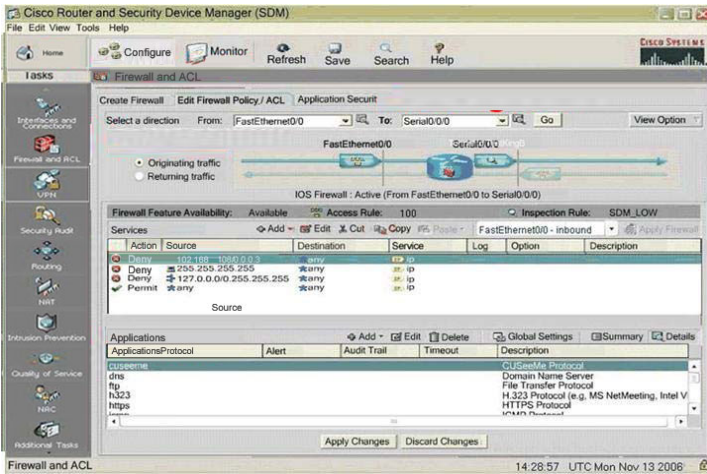 Cisco Router and Security Device Manager (SDM)
File Edit View Tools Help
Home Configure Monitor Refresh Save Search Help
CISCO SYSTEMS
Tasks
Firewall and ACL
Create Firewall Edit Firewall Policy / ACL Application Securit
Interfaces and Connections
Firewall and ACL
VPN
Security Audit
Routing
NAT
Intrusion Prevention
Quality of Service
NAC
Additional Tasks
Select a direction From: FastEthernet0/0 To: Serial0/0/0 Go View Option
FastEthernet0/0 Serial0/0/0
Originating traffic
Returning traffic
IOS Firewall : Active (From FastEthernet0/0 to Serial0/0/0)
Firewall Feature Availability: Available Access Rule: 100 Inspection Rule: SDM_LOW
Services Add Edit Cut Copy Paste FastEthernet0/0 - inbound Apply Firewall
Action Source Destination Service Log Option Description
Deny any ip
Deny 255.255.255.255 any ip
Deny 127.0.0.0/0.255.255.255 any ip
Permit any any ip
Source
Applications Add Edit Delete Global Settings Summary Details
ApplicationsProtocol Alert Audit Trail Timeout Description
cuseeme CUSeeMe Protocol
dns Domain Name Server
ftp File Transfer Protocol
h323 H.323 Protocol (e.g, MS NetMeeting, Intel V
https HTTPS Protocol
Apply Changes Discard Changes
Firewall and ACL 14:28:57 UTC Mon Nov 13 2006